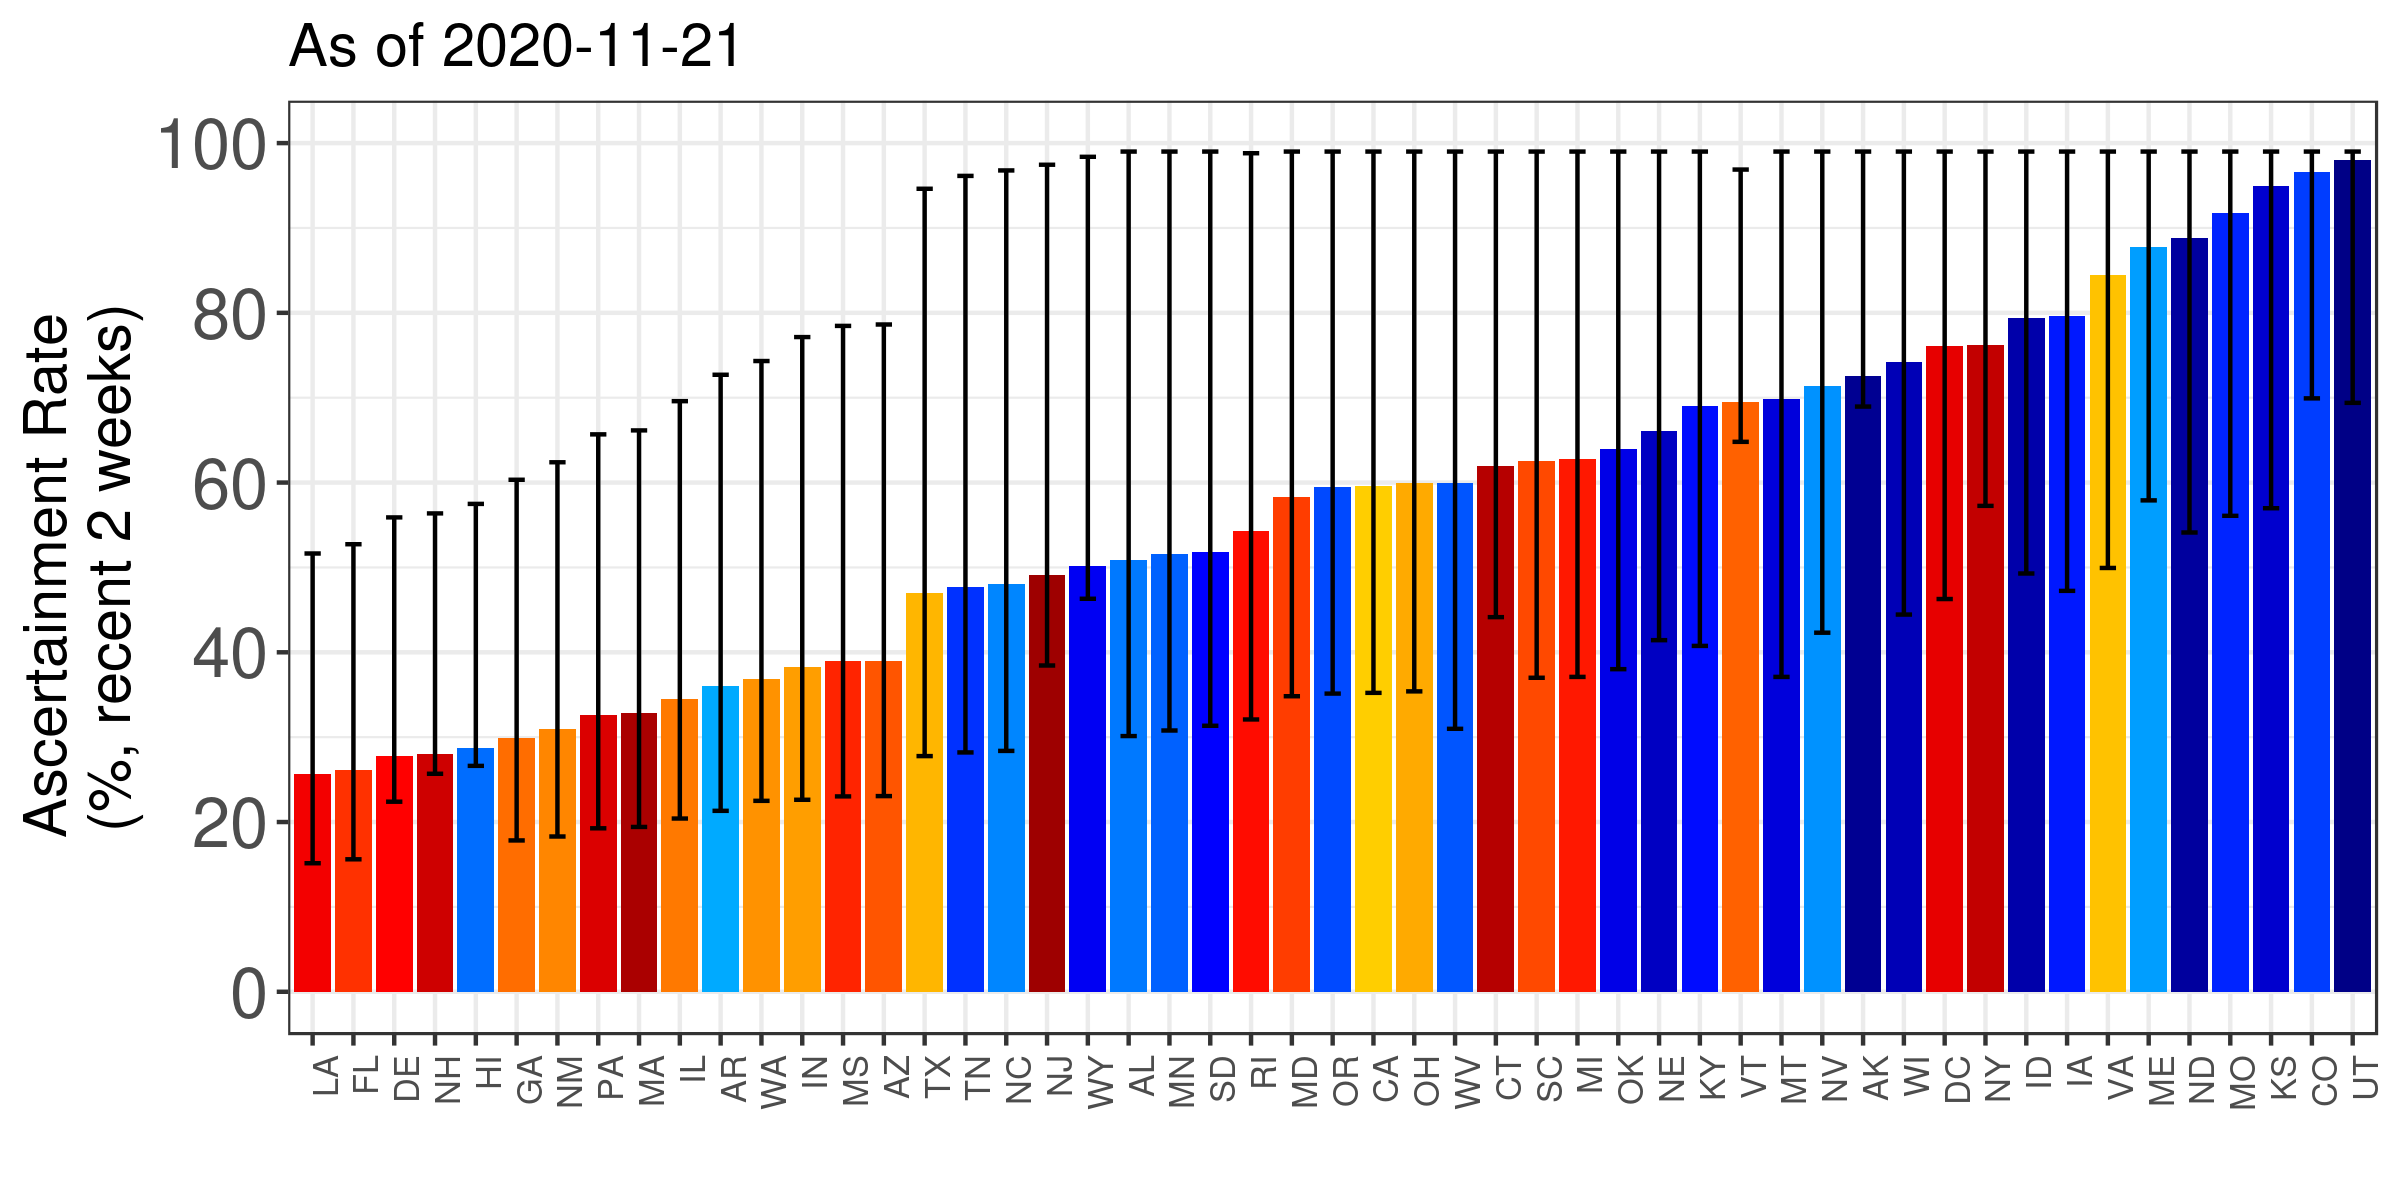 As of 2020-11-21
Ascertainment Rate
(%, recent 2 weeks)
100
80
60
40
20
0
LA FL DE NH HI GA NM PA MA IL AR WA IN MS AZ TX TN NC NJ WY AL MN SD RI MD OR CA OH WV CT SC MI OK NE KY VT MT NV AK WI DC NY ID IA VA ME ND MO KS CO UT